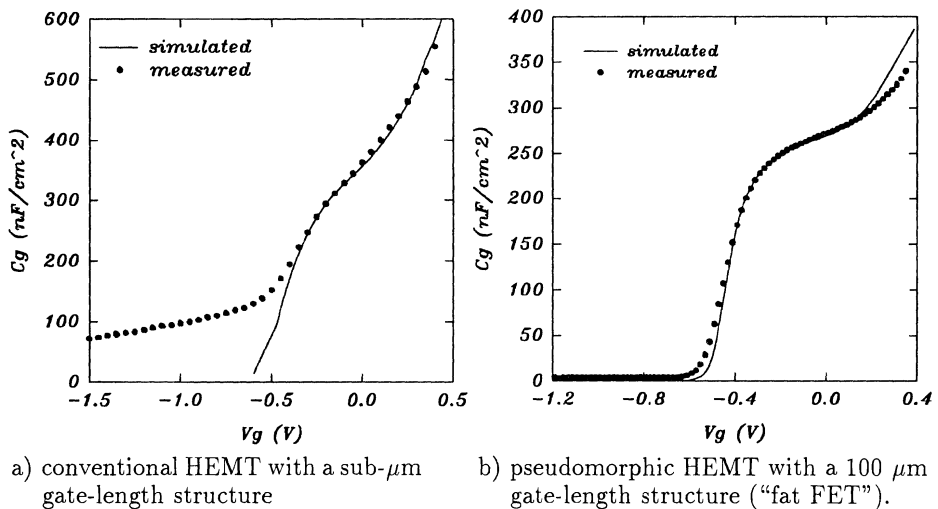 600
500
400
300
200
100
0
Cg (nF/cm^2)
simulated
measured
-1.5
-1.0
-0.5
0.0
0.5
Vg (V)
a) conventional HEMT with a sub-μm
gate-length structure
400
350
300
250
200
150
100
50
0
Cg (nF/cm^2)
simulated
measured
-1.2
-0.8
-0.4
0.0
0.4
Vg (V)
b) pseudomorphic HEMT with a 100 μm
gate-length structure (“fat FET”).